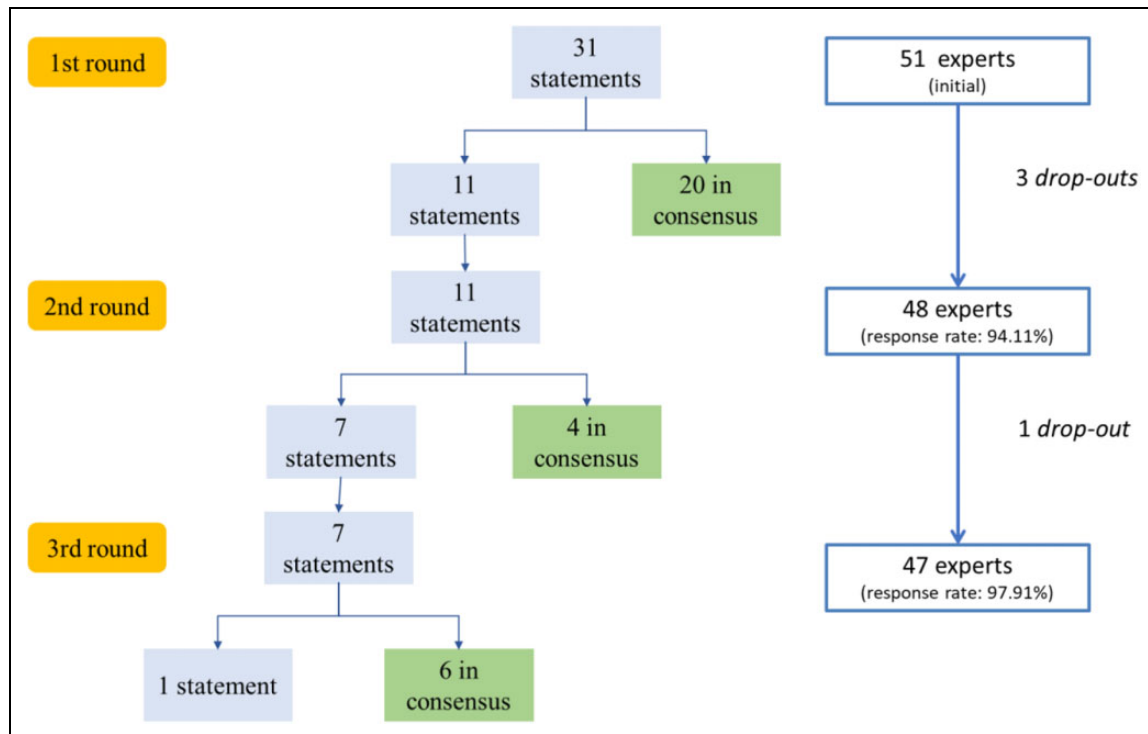 1st round
31
statements
51 experts
(initial)
11
statements
20 in
consensus
3 drop-outs
2nd round
11
statements
48 experts
(response rate: 94.11%)
7
statements
4 in
consensus
1 drop-out
3rd round
7
statements
47 experts
(response rate: 97.91%)
1 statement
6 in
consensus